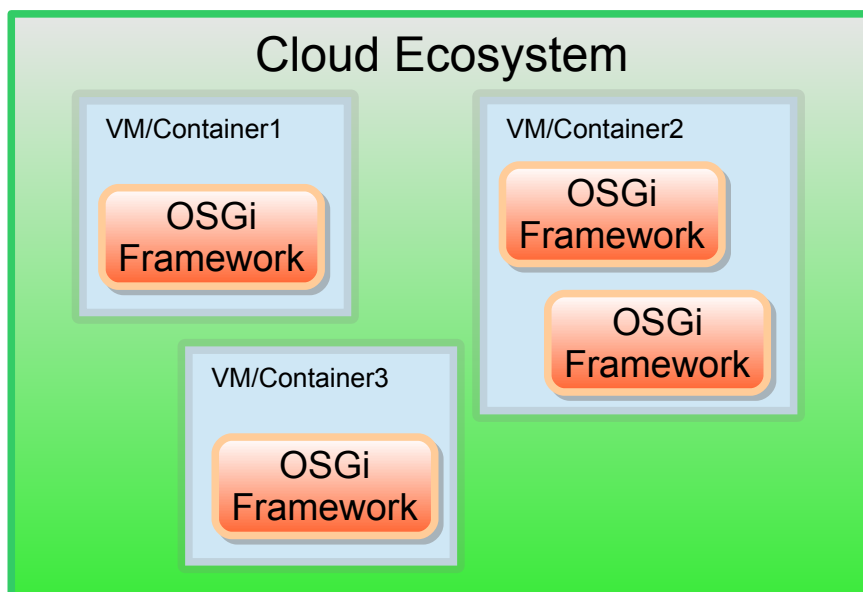 Cloud Ecosystem
VM/Container1
OSGi
Framework
VM/Container2
OSGi
Framework
OSGi
Framework
VM/Container3
OSGi
Framework